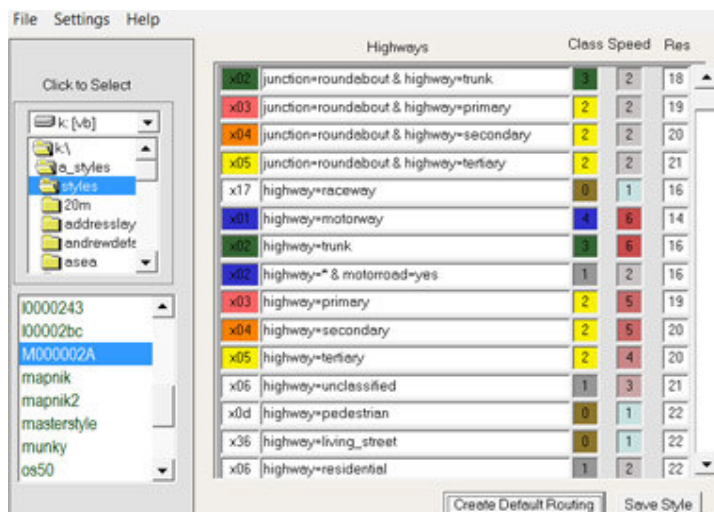 File Settings Help
Highways Class Speed Res
Click to Select
k: [vb]
k:\
a_styles
styles
20m
addresslay
andrewdefe
asea
I0000243
I00002bc
M000002A
mapnik
mapnik2
masterstyle
munky
os50
x02 junction=roundabout & highway=trunk 3 2 18
x03 junction=roundabout & highway=primary 2 2 19
x04 junction=roundabout & highway=secondary 2 2 20
x05 junction=roundabout & highway=tertiary 2 2 21
x17 highway=raceway 0 1 16
x01 highway=motorway 4 6 14
x02 highway=trunk 3 6 16
x02 highway=* & motorroad=yes 1 2 16
x03 highway=primary 2 5 19
x04 highway=secondary 2 5 20
x05 highway=tertiary 2 4 20
x06 highway=unclassified 1 3 21
x0d highway=pedestrian 0 1 22
x36 highway=living_street 0 1 22
x06 highway=residential 1 2 22
Create Default Routing Save Style